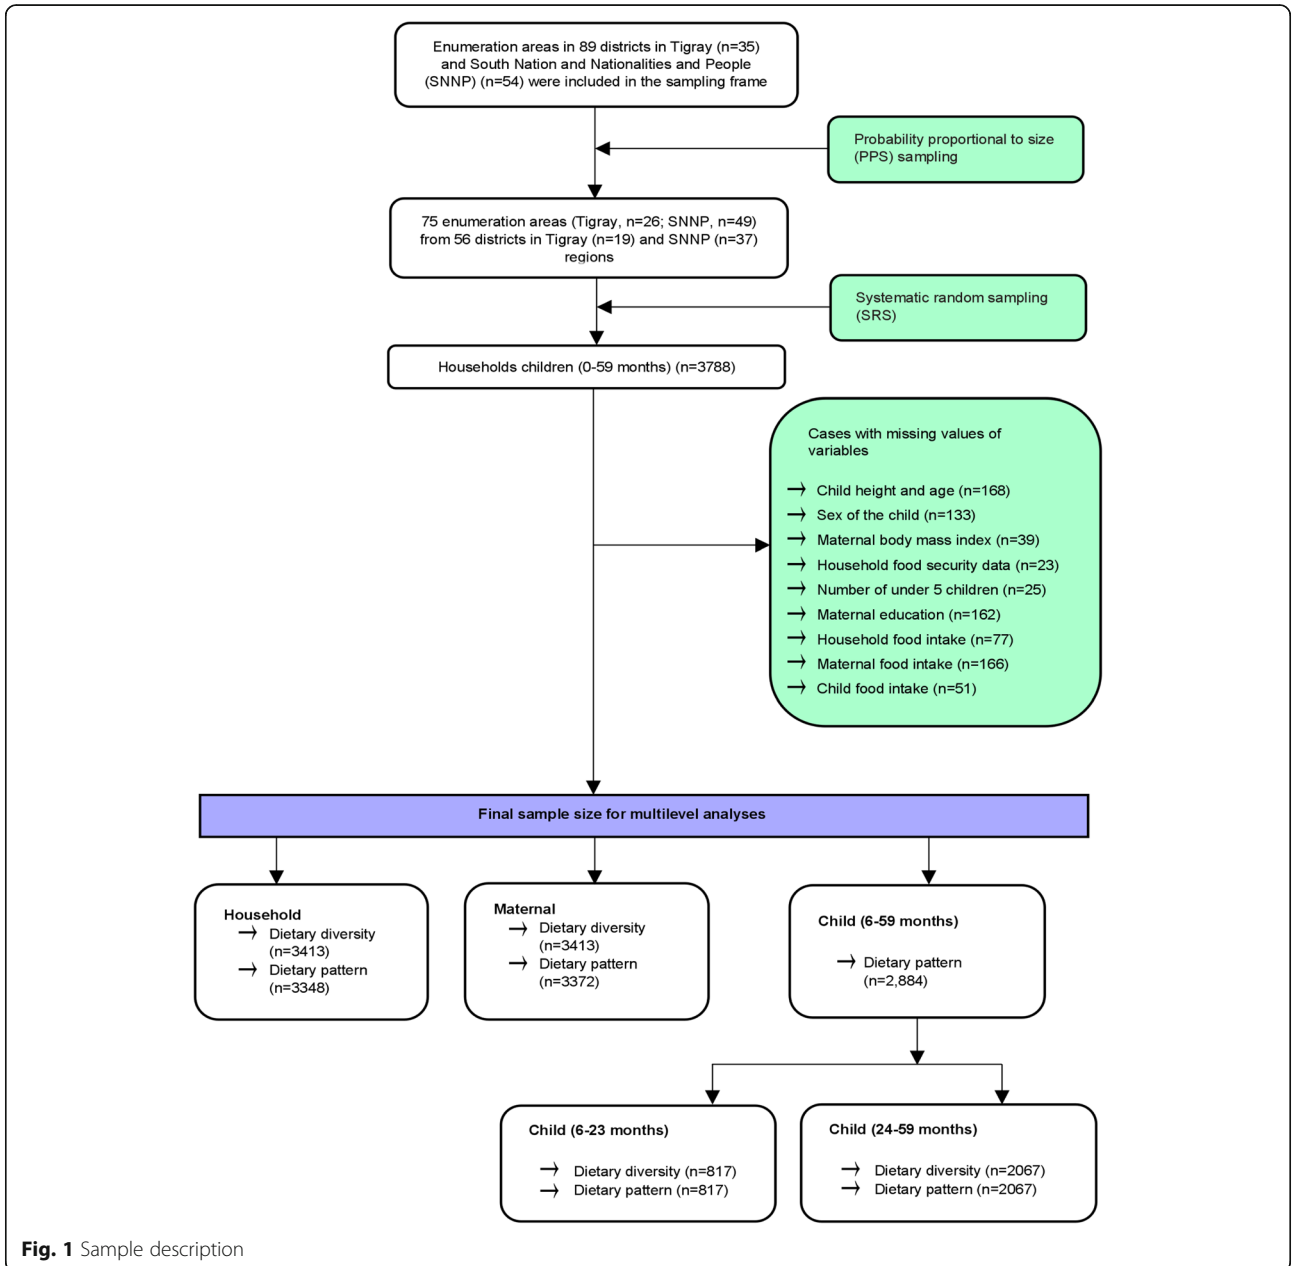 Enumeration areas in 89 districts in Tigray (n=35)
and South Nation and Nationalities and People
(SNNP) (n=54) were included in the sampling frame
Probability proportional to size
(PPS) sampling
75 enumeration areas (Tigray, n=26; SNNP, n=49)
from 56 districts in Tigray (n=19) and SNNP (n=37)
regions
Systematic random sampling
(SRS)
Households children (0-59 months) (n=3788)
Cases with missing values of
variables
→ Child height and age (n=168)
→ Sex of the child (n=133)
→ Maternal body mass index (n=39)
→ Household food security data (n=23)
→ Number of under 5 children (n=25)
→ Maternal education (n=162)
→ Household food intake (n=77)
→ Maternal food intake (n=166)
→ Child food intake (n=51)
Final sample size for multilevel analyses
Household
→ Dietary diversity
(n=3413)
→ Dietary pattern
(n=3348)
Maternal
→ Dietary diversity
(n=3413)
→ Dietary pattern
(n=3372)
Child (6-59 months)
→ Dietary pattern
(n=2,884)
Child (6-23 months)
→ Dietary diversity (n=817)
→ Dietary pattern (n=817)
Child (24-59 months)
→ Dietary diversity (n=2067)
→ Dietary pattern (n=2067)
Fig. 1 Sample description